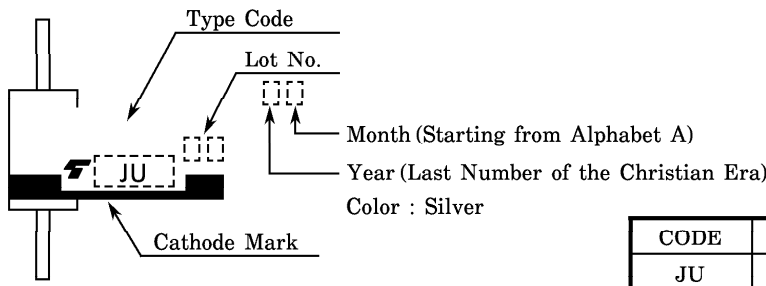 Type Code
Lot No.
Month (Starting from Alphabet A)
JU
Year (Last Number of the Christian Era)
Color : Silver
Cathode Mark
CODE
JU